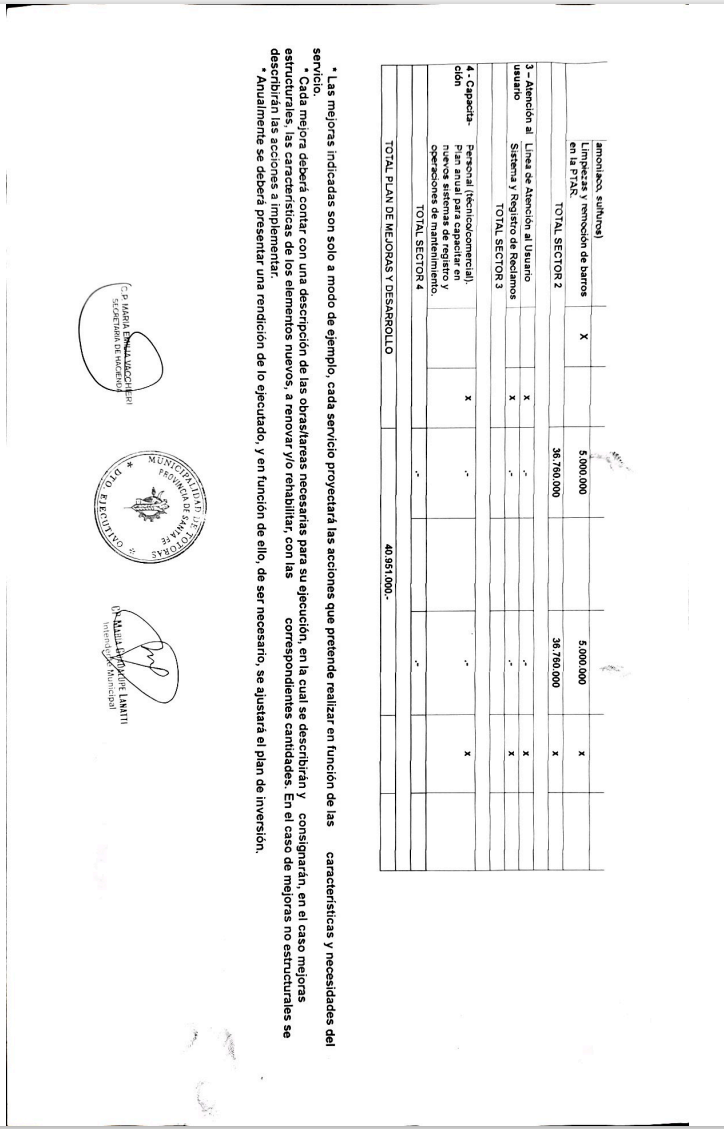 amoniaco, sulfuros)
Limpiezas y remoción de barros X 5.000.000 5.000.000 x
en la PTAR.
TOTAL SECTOR 2 36.760.000 36.760.000 x
3 – Atención al Línea de Atención al Usuario x .- .- x
usuario Sistema y Registro de Reclamos x .- .- x
TOTAL SECTOR 3
4 - Capacita- Personal (técnico/comercial). x .- .- x
ción Plan anual para capacitar en
nuevos sistemas de registro y
operaciones de mantenimiento.
TOTAL SECTOR 4 .- .-
TOTAL PLAN DE MEJORAS Y DESARROLLO 40.951.000.-
* Las mejoras indicadas son solo a modo de ejemplo, cada servicio proyectará las acciones que pretende realizar en función de las características y necesidades del
servicio.
* Cada mejora deberá contar con una descripción de las obras/tareas necesarias para su ejecución, en la cual se describirán y consignarán, en el caso mejoras
estructurales, las características de los elementos nuevos, a renovar y/o rehabilitar, con las correspondientes cantidades. En el caso de mejoras no estructurales se
describirán las acciones a implementar.
* Anualmente se deberá presentar una rendición de lo ejecutado, y en función de ello, de ser necesario, se ajustará el plan de inversión.
C.P. MARIA EMILIA VACCHIERI
SECRETARIA DE HACIENDA
MUNICIPALIDAD DE TOTORAS
PROVINCIA DE SANTA FE
* DTO EJECUTIVO *
CP. MARIA GUADALUPE LANATTI
Intendente Municipal